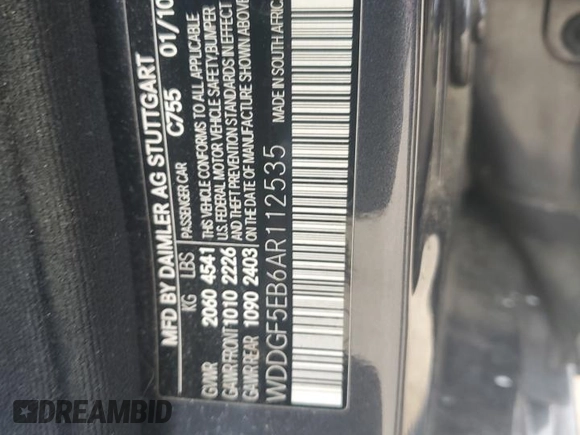 MFD BY DAIMLER AG STUTTGART 01/10
PASSENGER CAR C755
KG LBS
GVWR 2060 4541
GAWR FRONT 1010 2226
GAWR REAR 1090 2403
THIS VEHICLE CONFORMS TO ALL APPLICABLE
U.S. FEDERAL MOTOR VEHICLE SAFETY, BUMPER
AND THEFT PREVENTION STANDARDS IN EFFECT
ON THE DATE OF MANUFACTURE SHOWN ABOVE
WDDGF5EB6AR112535
MADE IN SOUTH AFRIC
DREAMBID